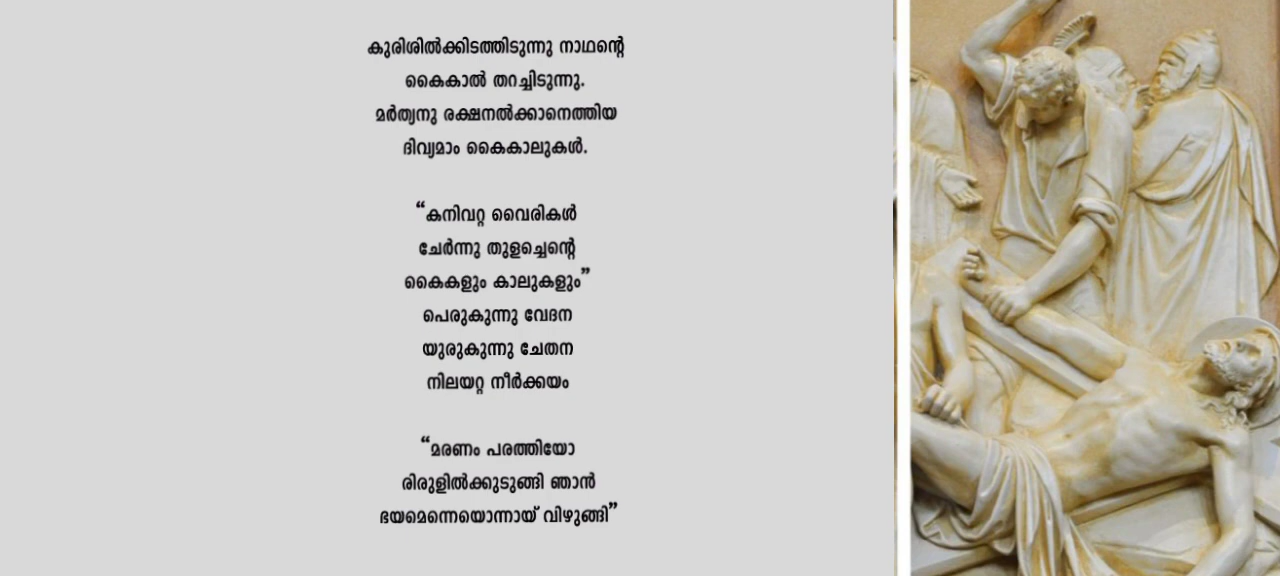 കുരിശിൽക്കിടത്തിടുന്നു നാഥന്റെ
കൈകാൽ തറച്ചിടുന്നു.
മർത്യനു രക്ഷനൽക്കാനെത്തിയ
ദിവ്യമാം കൈകാലുകൾ.
“കനിവറ്റ വൈരികൾ
ചേർന്നു തുളച്ചെന്റെ
കൈകളും കാലുകളും”
പെരുകുന്നു വേദന
യുരുകുന്നു ചേതന
നിലയറ്റ നീർക്കയം
“മരണം പരത്തിയോ
രിരുളിൽക്കുടുങ്ങി ഞാൻ
ഭയമെന്നെയൊന്നായ് വിഴുങ്ങി”